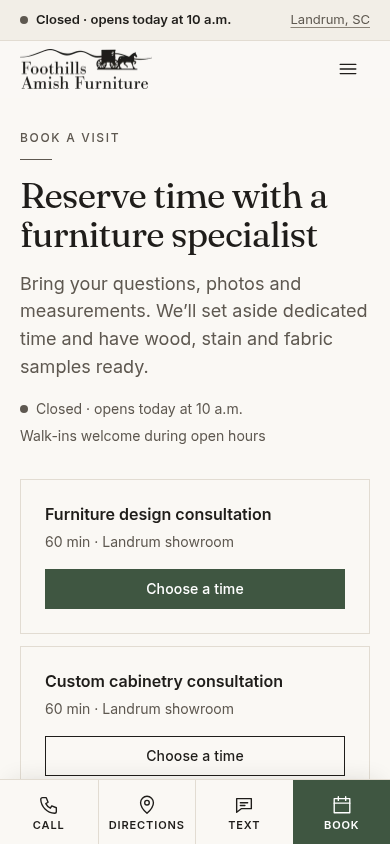 Closed · opens today at 10 a.m.
Landrum, SC
Foothills
Amish Furniture
BOOK A VISIT
Reserve time with a
furniture specialist
Bring your questions, photos and
measurements. We’ll set aside dedicated
time and have wood, stain and fabric
samples ready.
Closed · opens today at 10 a.m.
Walk-ins welcome during open hours
Furniture design consultation
60 min · Landrum showroom
Choose a time
Custom cabinetry consultation
60 min · Landrum showroom
Choose a time
CALL
DIRECTIONS
TEXT
BOOK